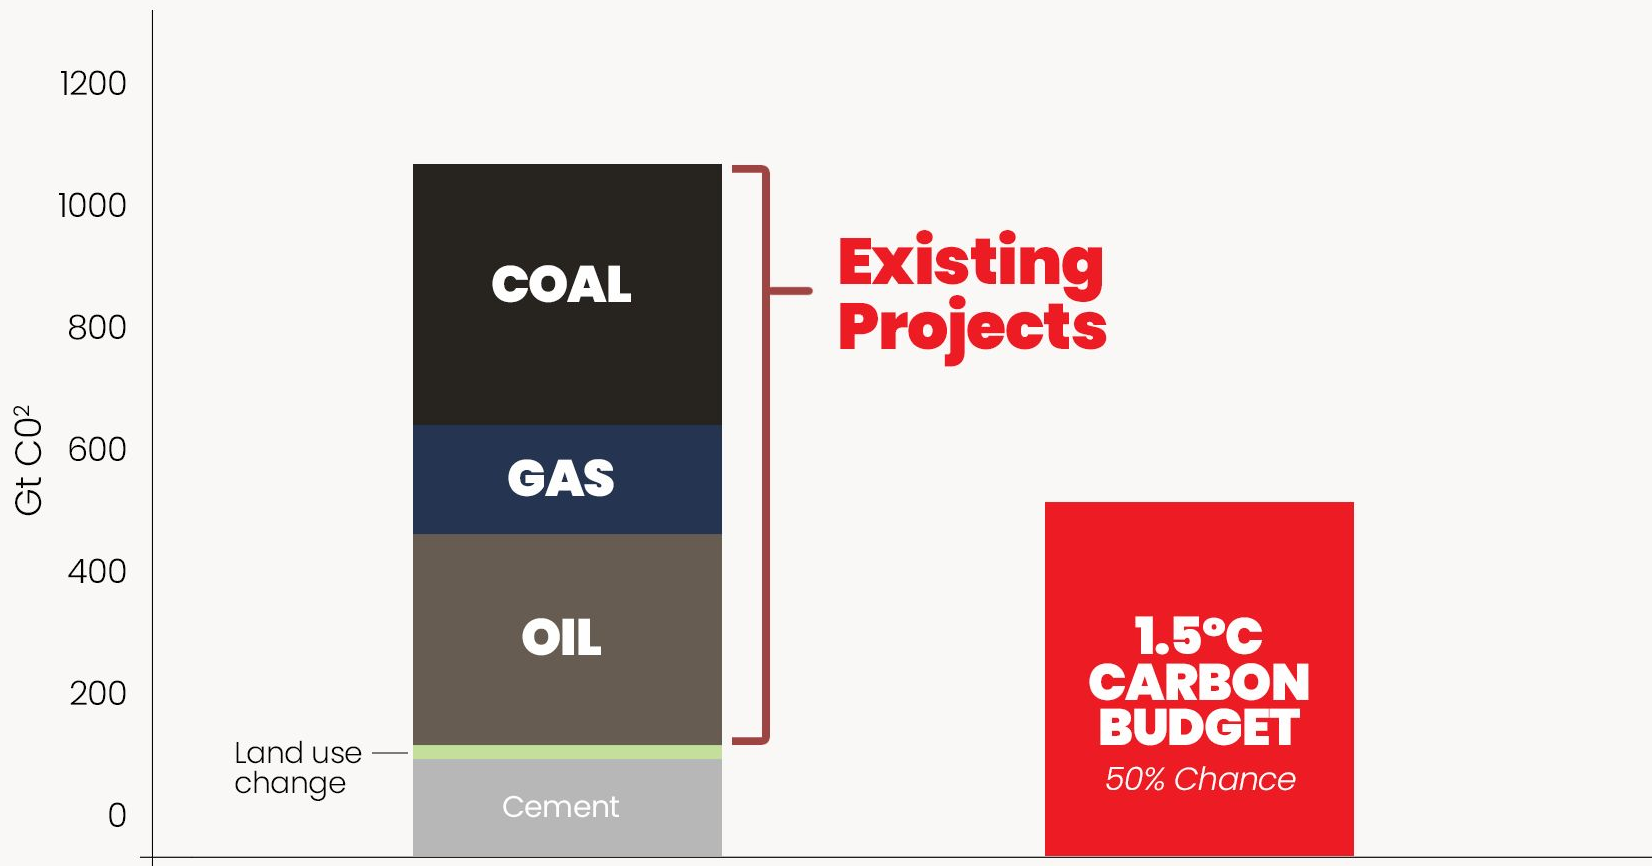 1200
1000
800
600
400
200
0
Gt C0²
COAL
GAS
OIL
Land use
change
Cement
Existing
Projects
1.5°C
CARBON
BUDGET
50% Chance